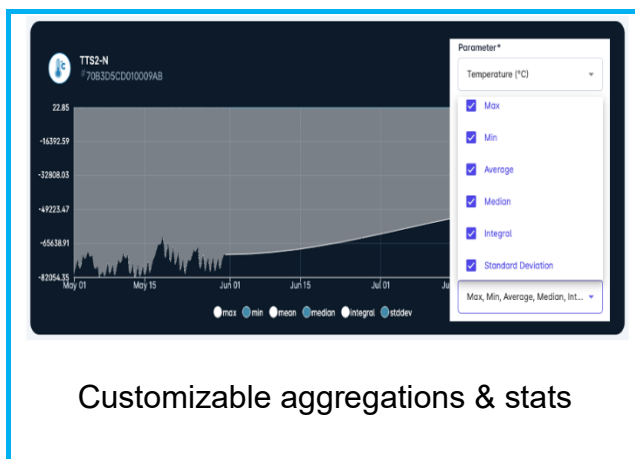 TTS2-N
#70B3D5CD010009AB
Parameter*
Temperature (°C)
Max
Min
Average
Median
Integral
Standard Deviation
Max, Min, Average, Median, Int...
22.85
-16392.59
-32808.03
-49223.47
-65638.91
-82054.35
May 01 May 15 Jun 01 Jun 15 Jul 01 Ju
max min mean median integral stddev
Customizable aggregations & stats